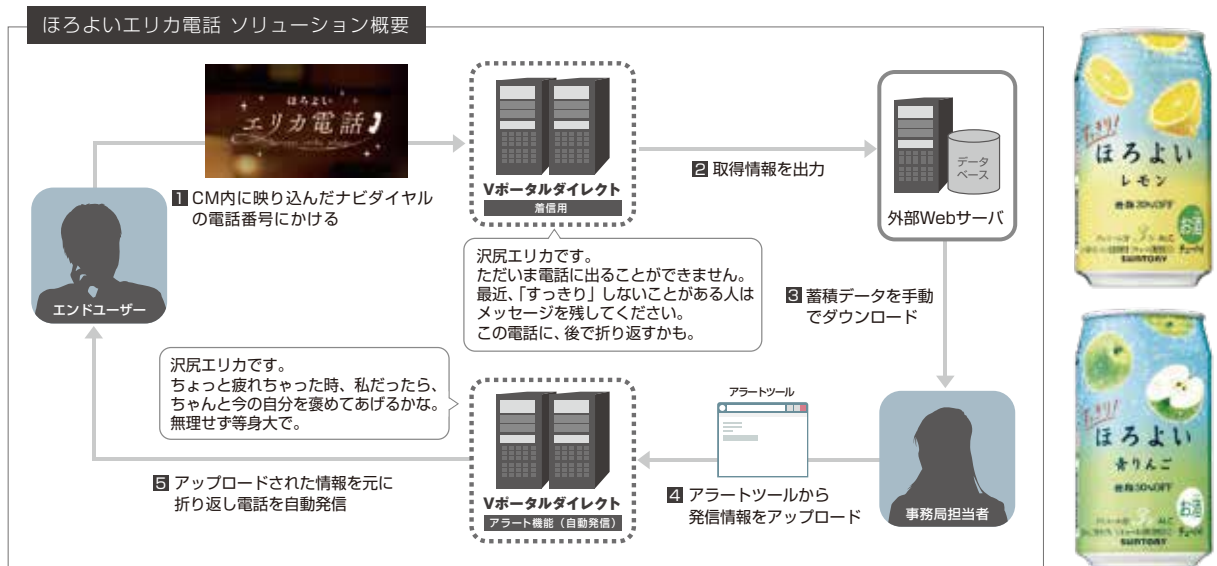 ほろよいエリカ電話 ソリューション概要
ほろよい
エリカ電話
1 CM内に映り込んだナビダイヤル
の電話番号にかける
Vポータルダイレクト
着信用
2 取得情報を出力
データ
ベース
外部Webサーバ
エンドユーザー
沢尻エリカです。
ただいま電話に出ることができません。
最近、「すっきり」しないことがある人は
メッセージを残してください。
この電話に、後で折り返すかも。
3 蓄積データを手動
でダウンロード
沢尻エリカです。
ちょっと疲れちゃった時、私だったら、
ちゃんと今の自分を褒めてあげるかな。
無理せず等身大で。
アラートツール
5 アップロードされた情報を元に
折り返し電話を自動発信
Vポータルダイレクト
アラート機能（自動発信）
4 アラートツールから
発信情報をアップロード
事務局担当者
ほろよい
レモン
お酒
SUNTORY
ほろよい
青りんご
お酒
SUNTORY